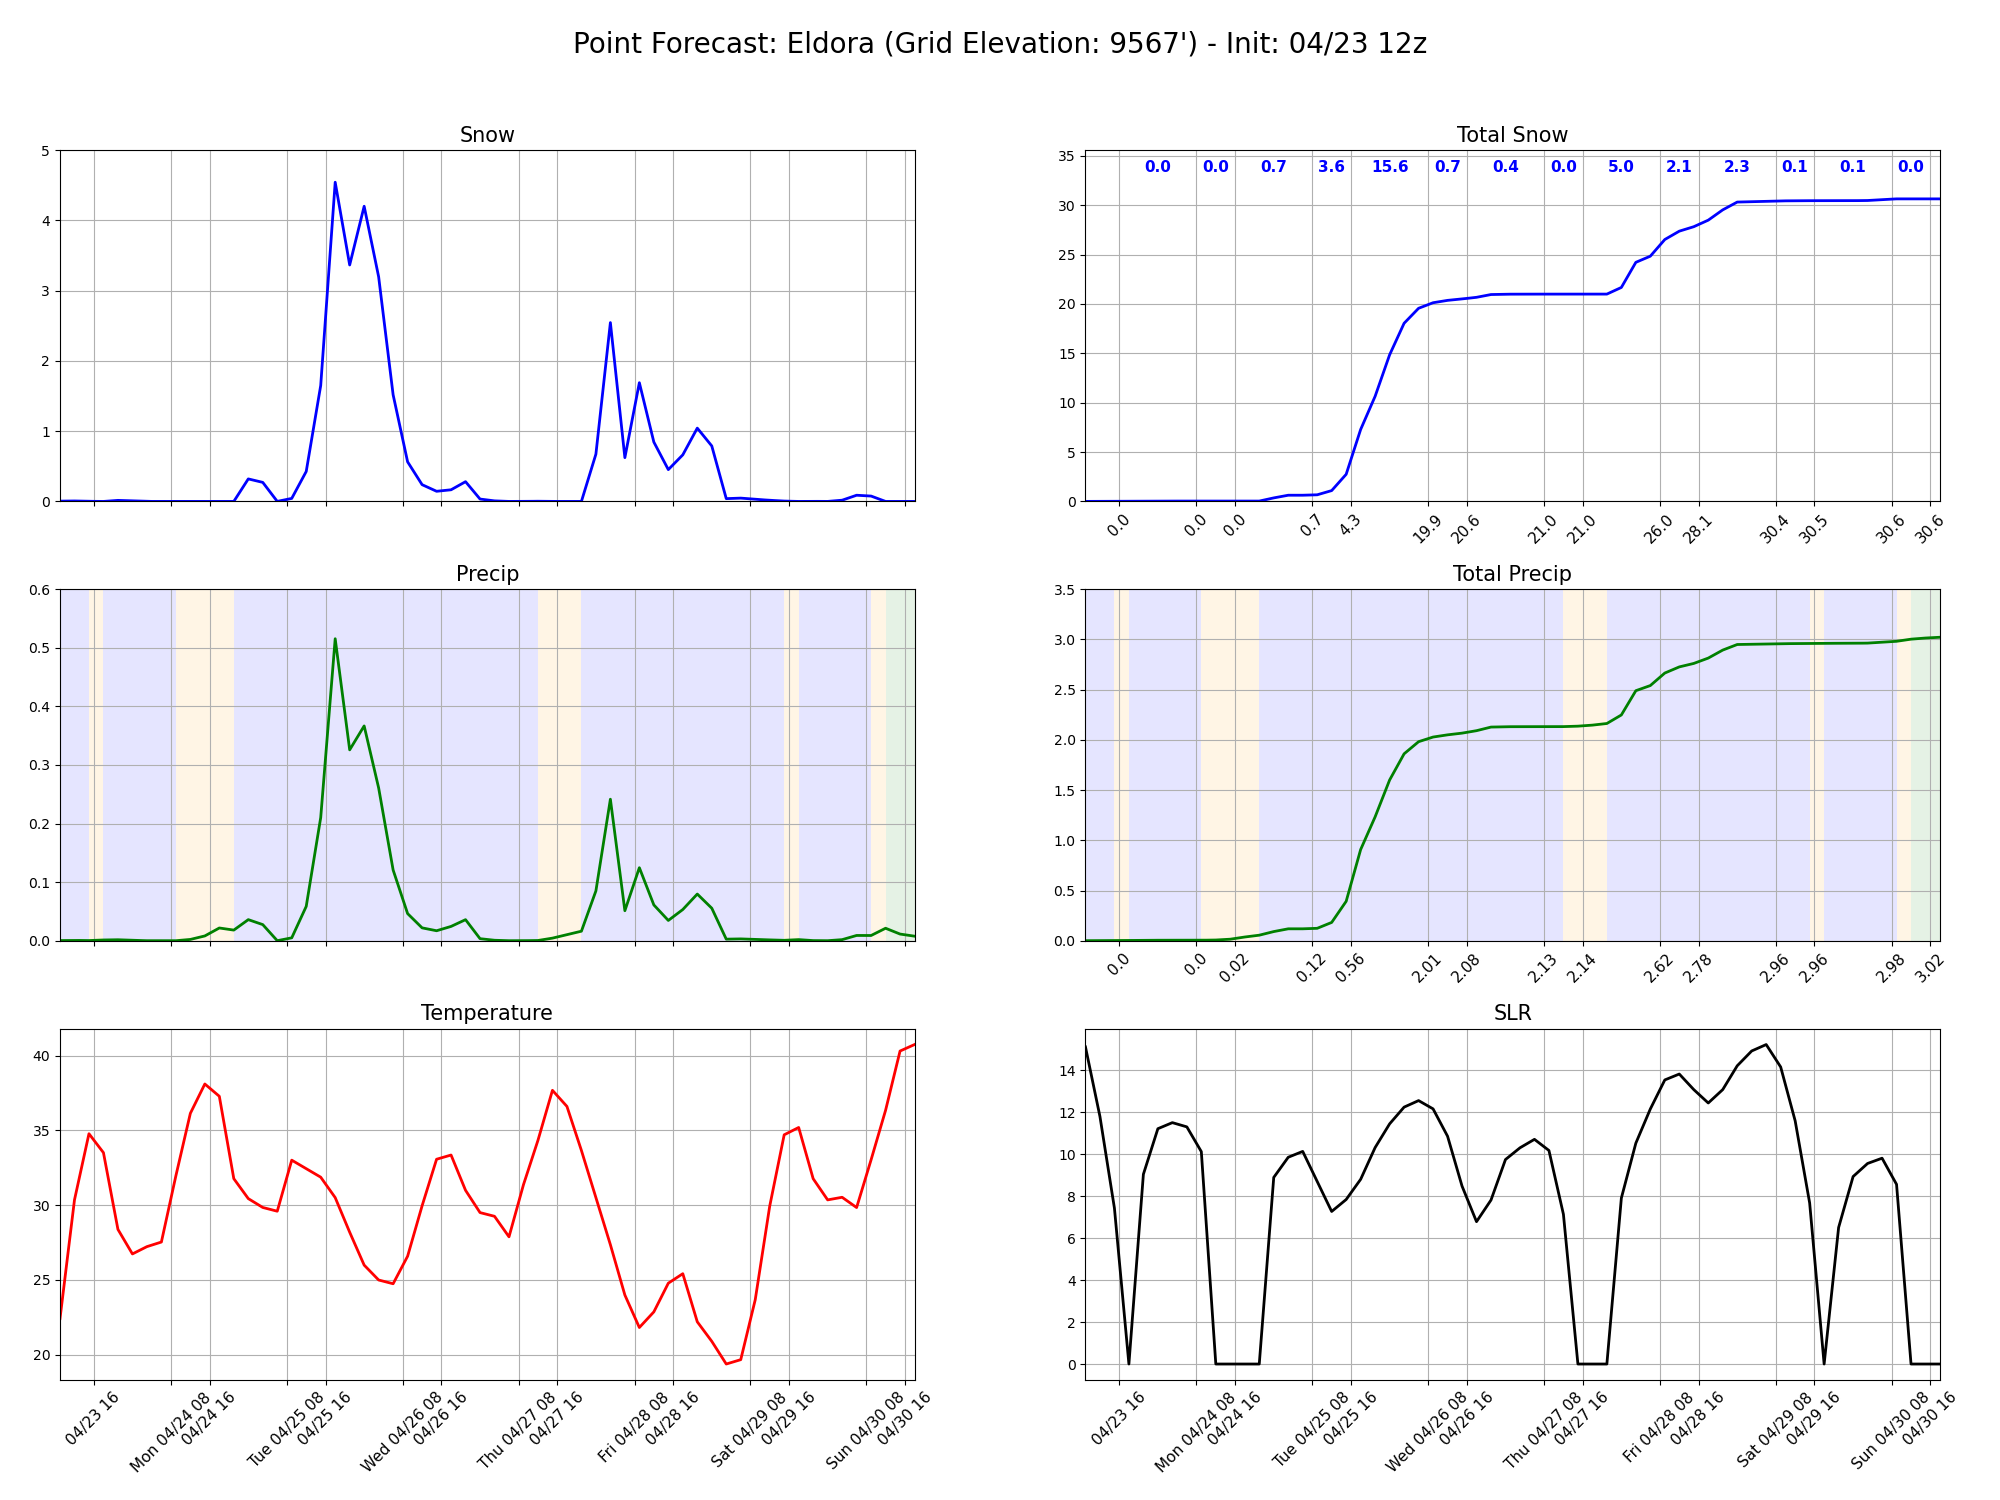 Point Forecast: Eldora (Grid Elevation: 9567') - Init: 04/23 12z
Snow
5
4
3
2
1
0
Total Snow
0.0 0.0 0.7 3.6 15.6 0.7 0.4 0.0 5.0 2.1 2.3 0.1 0.1 0.0
35
30
25
20
15
10
5
0
0.0 0.0 0.0 0.7 4.3 19.9 20.6 21.0 21.0 26.0 28.1 30.4 30.5 30.6 30.6
Precip
0.6
0.5
0.4
0.3
0.2
0.1
0.0
Total Precip
3.5
3.0
2.5
2.0
1.5
1.0
0.5
0.0
0.0 0.0 0.02 0.12 0.56 2.01 2.08 2.13 2.14 2.62 2.78 2.96 2.96 2.98 3.02
Temperature
40
35
30
25
20
04/23 16
Mon 04/24 08
04/24 16
Tue 04/25 08
04/25 16
Wed 04/26 08
04/26 16
Thu 04/27 08
04/27 16
Fri 04/28 08
04/28 16
Sat 04/29 08
04/29 16
Sun 04/30 08
04/30 16
SLR
14
12
10
8
6
4
2
0
04/23 16
Mon 04/24 08
04/24 16
Tue 04/25 08
04/25 16
Wed 04/26 08
04/26 16
Thu 04/27 08
04/27 16
Fri 04/28 08
04/28 16
Sat 04/29 08
04/29 16
Sun 04/30 08
04/30 16